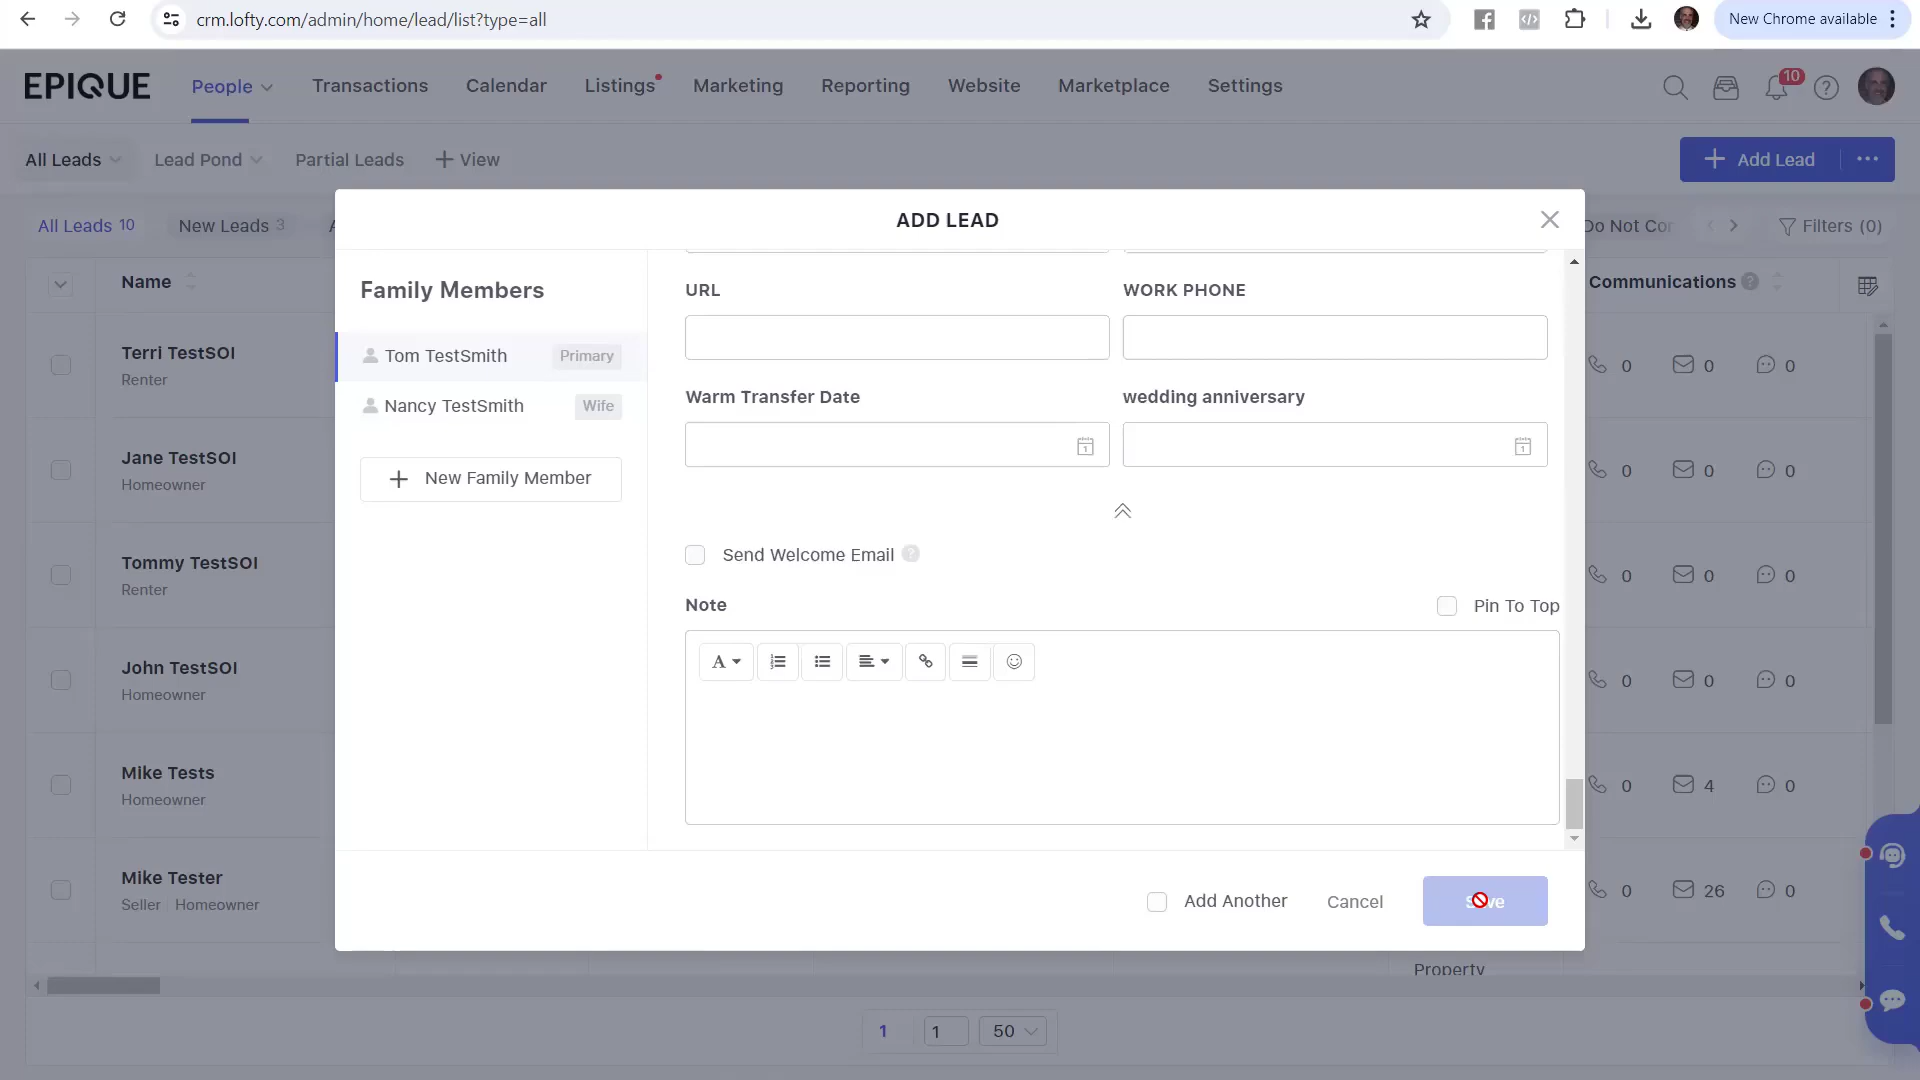 crm.lofty.com/admin/home/lead/list?type=all
New Chrome available
EPIQUE
People
Transactions
Calendar
Listings
Marketing
Reporting
Website
Marketplace
Settings
10
All Leads
Lead Pond
Partial Leads
+ View
+ Add Lead
All Leads 10
New Leads 3
Do Not Cor
Filters (0)
ADD LEAD
Name
Communications
Family Members
URL
WORK PHONE
Terri TestSOI
Renter
Tom TestSmith
Primary
0 0 0
Nancy TestSmith
Wife
Warm Transfer Date
wedding anniversary
Jane TestSOI
Homeowner
+ New Family Member
0 0 0
Tommy TestSOI
Renter
Send Welcome Email
0 0 0
Note
Pin To Top
John TestSOI
Homeowner
A
0 0 0
Mike Tests
Homeowner
0 4 0
Mike Tester
Seller Homeowner
Add Another
Cancel
0 26 0
Property
1
1
50